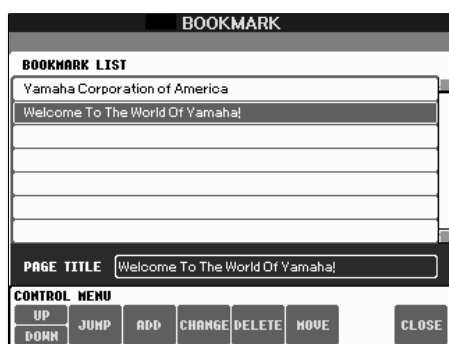 BOOKMARK
BOOKMARK LIST
Yamaha Corporation of America
Welcome To The World Of Yamaha!
PAGE TITLE Welcome To The World Of Yamaha!
CONTROL MENU
UP
DOWN
JUMP ADD CHANGE DELETE MOVE CLOSE